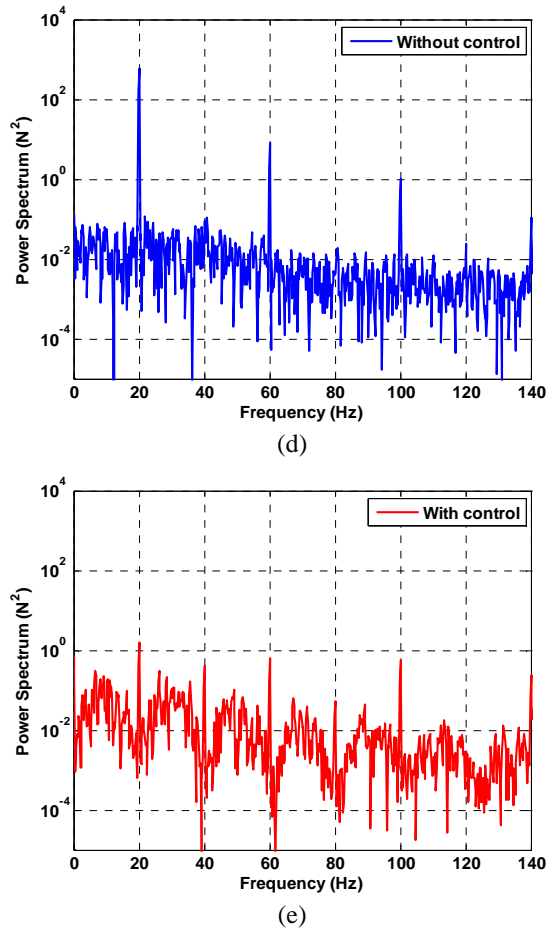 10^4
Without control
10^2
10^0
10^-2
10^-4
Power Spectrum (N^2)
0 20 40 60 80 100 120 140
Frequency (Hz)
(d)
10^4
With control
10^2
10^0
10^-2
10^-4
Power Spectrum (N^2)
0 20 40 60 80 100 120 140
Frequency (Hz)
(e)